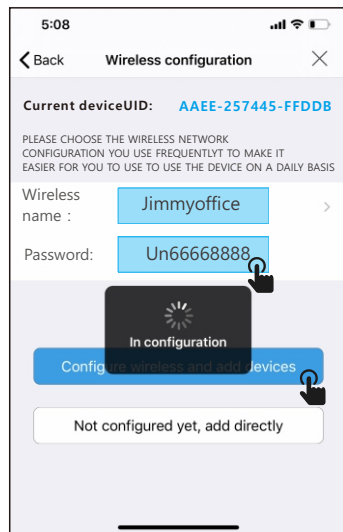 5:08
Back Wireless configuration
Current deviceUID: AAEE-257445-FFDDB
PLEASE CHOOSE THE WIRELESS NETWORK
CONFIGURATION YOU USE FREQUENTLYT TO MAKE IT
EASIER FOR YOU TO USE TO USE THE DEVICE ON A DAILY BASIS
Wireless
name :
Jimmyoffice
Password: Un66668888
In configuration
Configure wireless and add devices
Not configured yet, add directly